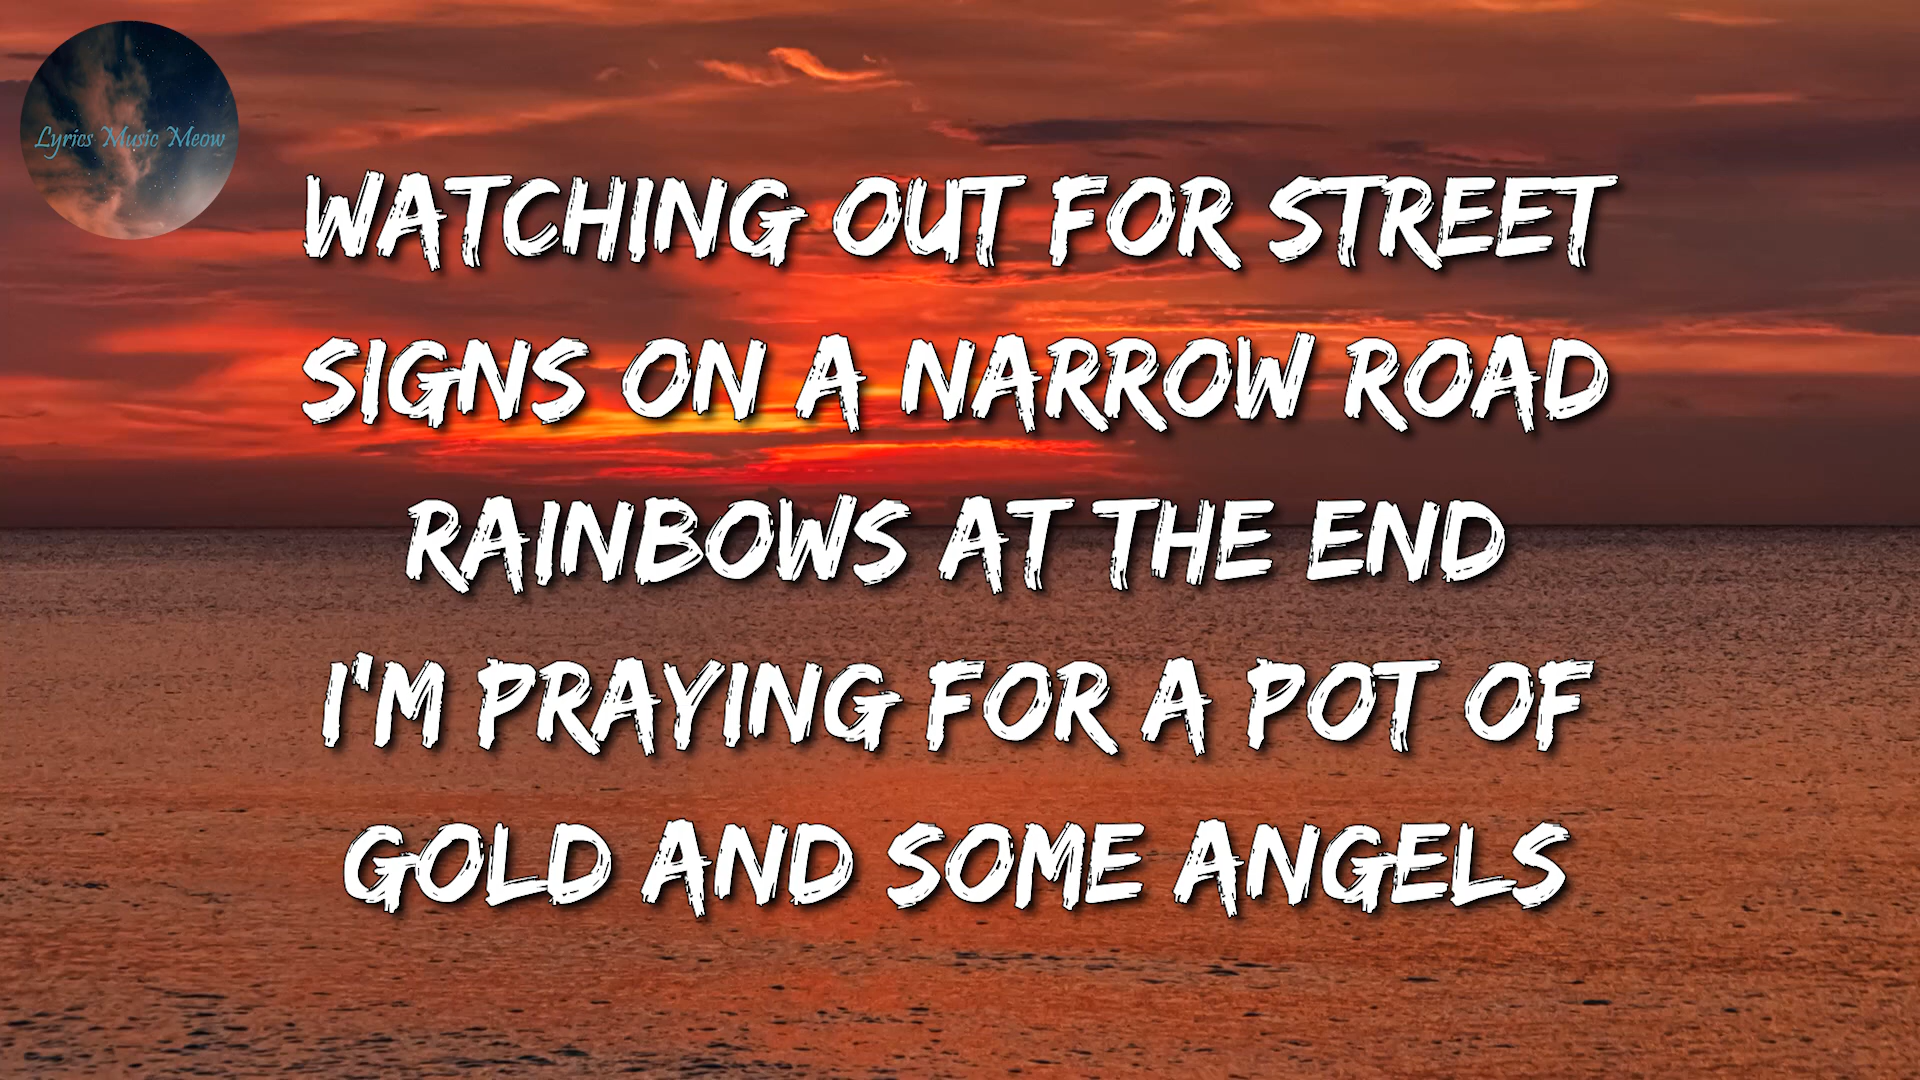 Lyrics Music Meow
WATCHING OUT FOR STREET
SIGNS ON A NARROW ROAD
RAINBOWS AT THE END
I'M PRAYING FOR A POT OF
GOLD AND SOME ANGELS